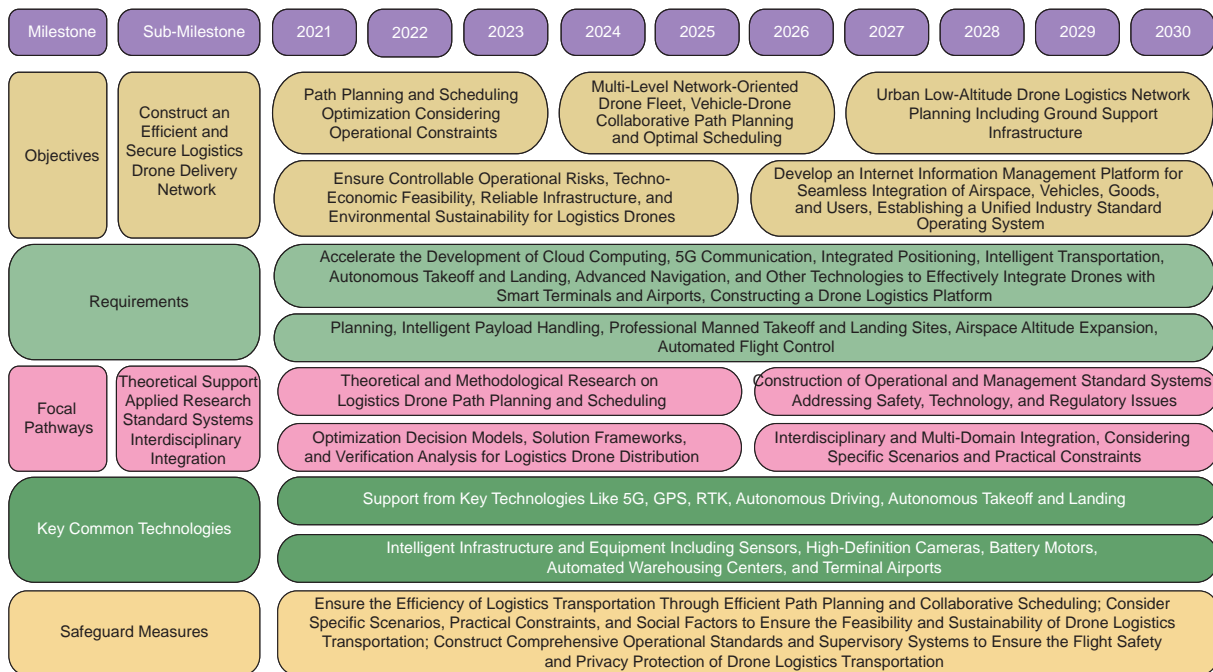 Milestone
Sub-Milestone
2021
2022
2023
2024
2025
2026
2027
2028
2029
2030
Objectives
Construct an
Efficient and
Secure Logistics
Drone Delivery
Network
Path Planning and Scheduling
Optimization Considering
Operational Constraints
Multi-Level Network-Oriented
Drone Fleet, Vehicle-Drone
Collaborative Path Planning
and Optimal Scheduling
Urban Low-Altitude Drone Logistics Network
Planning Including Ground Support
Infrastructure
Ensure Controllable Operational Risks, Techno-
Economic Feasibility, Reliable Infrastructure, and
Environmental Sustainability for Logistics Drones
Develop an Internet Information Management Platform for
Seamless Integration of Airspace, Vehicles, Goods,
and Users, Establishing a Unified Industry Standard
Operating System
Requirements
Accelerate the Development of Cloud Computing, 5G Communication, Integrated Positioning, Intelligent Transportation,
Autonomous Takeoff and Landing, Advanced Navigation, and Other Technologies to Effectively Integrate Drones with
Smart Terminals and Airports, Constructing a Drone Logistics Platform
Planning, Intelligent Payload Handling, Professional Manned Takeoff and Landing Sites, Airspace Altitude Expansion,
Automated Flight Control
Focal
Pathways
Theoretical Support
Applied Research
Standard Systems
Interdisciplinary
Integration
Theoretical and Methodological Research on
Logistics Drone Path Planning and Scheduling
Construction of Operational and Management Standard Systems
Addressing Safety, Technology, and Regulatory Issues
Optimization Decision Models, Solution Frameworks,
and Verification Analysis for Logistics Drone Distribution
Interdisciplinary and Multi-Domain Integration, Considering
Specific Scenarios and Practical Constraints
Key Common Technologies
Support from Key Technologies Like 5G, GPS, RTK, Autonomous Driving, Autonomous Takeoff and Landing
Intelligent Infrastructure and Equipment Including Sensors, High-Definition Cameras, Battery Motors,
Automated Warehousing Centers, and Terminal Airports
Safeguard Measures
Ensure the Efficiency of Logistics Transportation Through Efficient Path Planning and Collaborative Scheduling; Consider
Specific Scenarios, Practical Constraints, and Social Factors to Ensure the Feasibility and Sustainability of Drone Logistics
Transportation; Construct Comprehensive Operational Standards and Supervisory Systems to Ensure the Flight Safety
and Privacy Protection of Drone Logistics Transportation